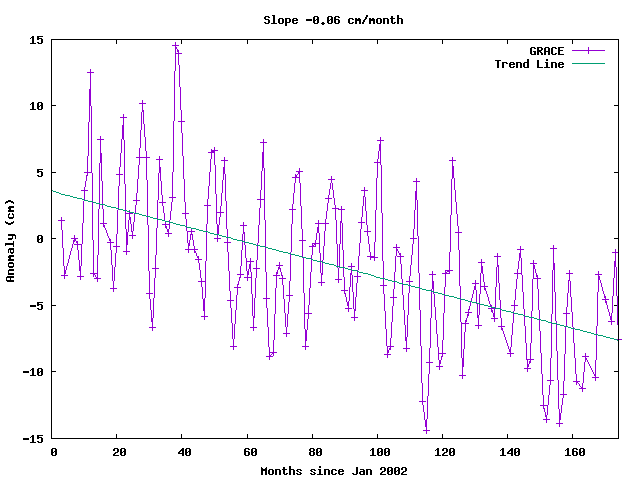 Slope -0.06 cm/month
GRACE
Trend Line
15
10
5
0
-5
-10
-15
Anomaly (cm)
0 20 40 60 80 100 120 140 160
Months since Jan 2002